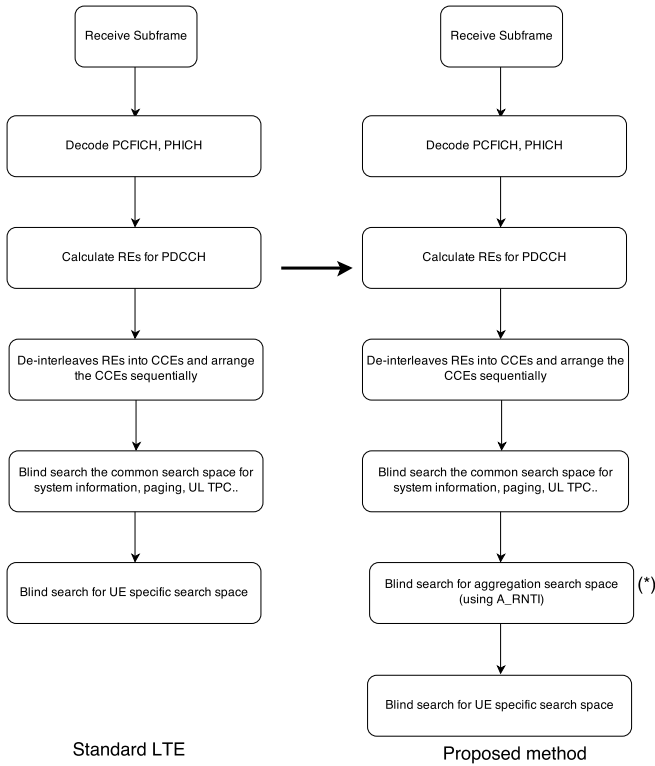 Receive Subframe
Decode PCFICH, PHICH
Calculate REs for PDCCH
De-interleaves REs into CCEs and arrange
the CCEs sequentially
Blind search the common search space for
system information, paging, UL TPC..
Blind search for UE specific search space
Standard LTE
Receive Subframe
Decode PCFICH, PHICH
Calculate REs for PDCCH
De-interleaves REs into CCEs and arrange the
CCEs sequentially
Blind search the common search space for
system information, paging, UL TPC..
Blind search for aggregation search space
(using A_RNTI)
(*)
Blind search for UE specific search space
Proposed method